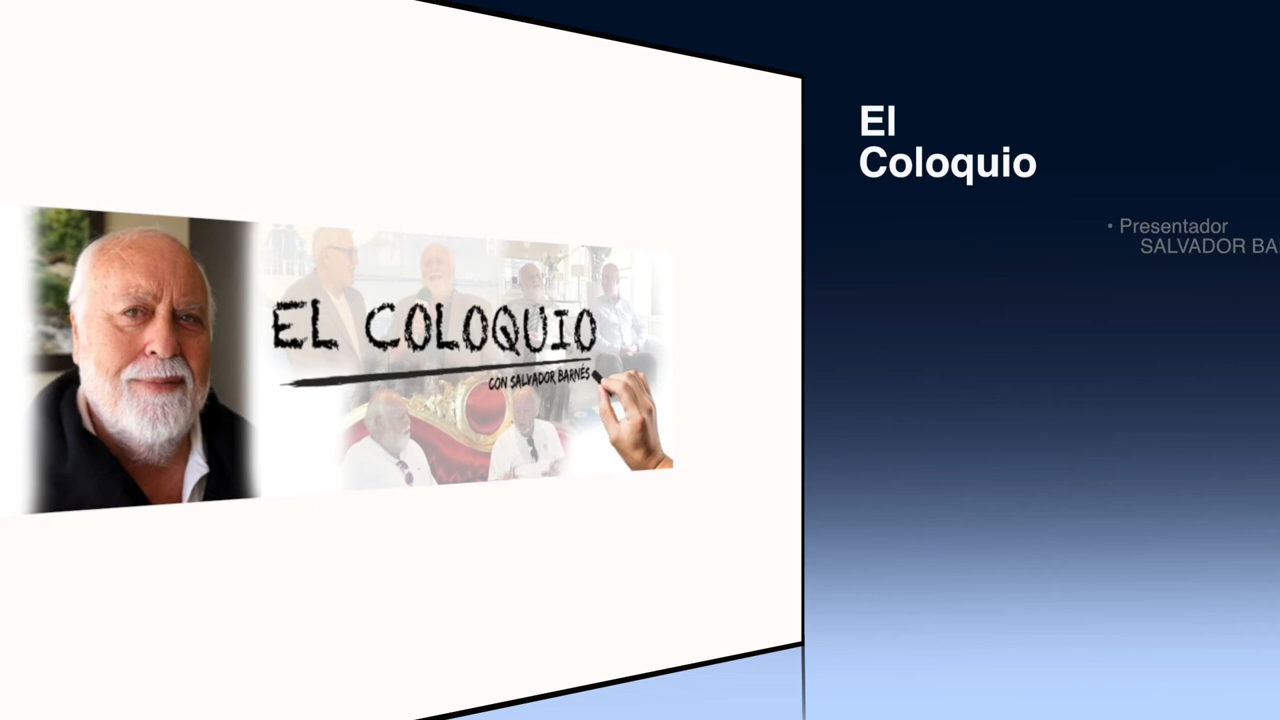 EL COLOQUIO
CON SALVADOR BARNÉS
El
Coloquio
• Presentador
SALVADOR BA